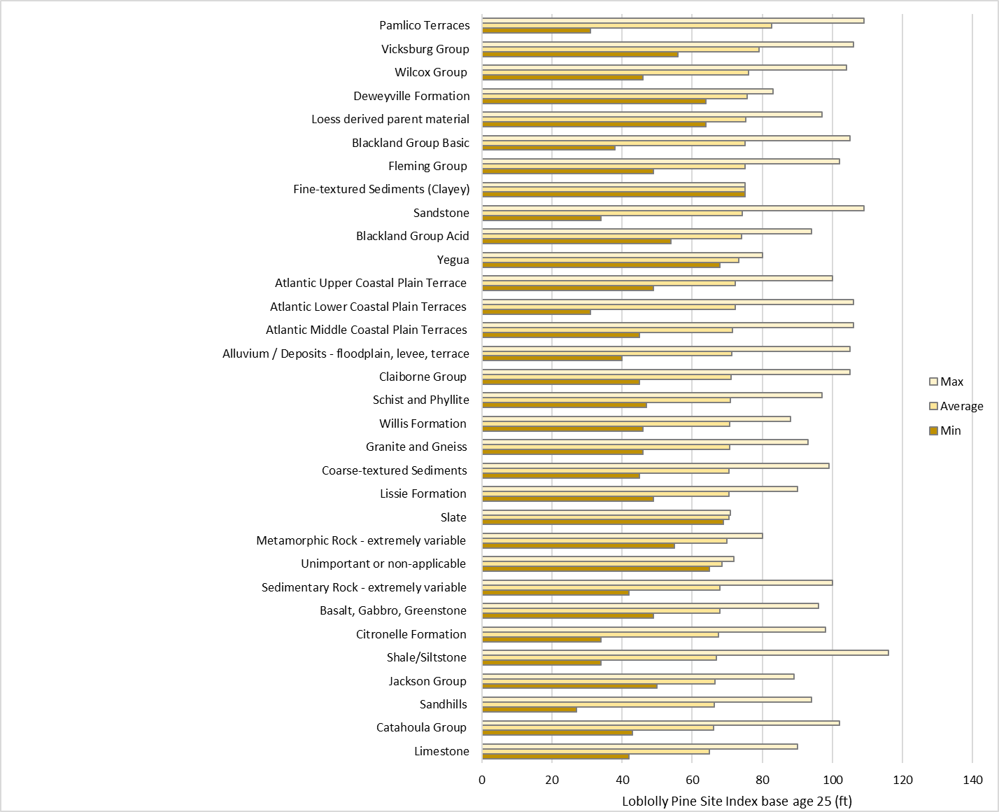 Pamlico Terraces
Vicksburg Group
Wilcox Group
Deweyville Formation
Loess derived parent material
Blackland Group Basic
Fleming Group
Fine-textured Sediments (Clayey)
Sandstone
Blackland Group Acid
Yegua
Atlantic Upper Coastal Plain Terrace
Atlantic Lower Coastal Plain Terraces
Atlantic Middle Coastal Plain Terraces
Alluvium / Deposits - floodplain, levee, terrace
Claiborne Group
Schist and Phyllite
Willis Formation
Granite and Gneiss
Coarse-textured Sediments
Lissie Formation
Slate
Metamorphic Rock - extremely variable
Unimportant or non-applicable
Sedimentary Rock - extremely variable
Basalt, Gabbro, Greenstone
Citronelle Formation
Shale/Siltstone
Jackson Group
Sandhills
Catahoula Group
Limestone
0 20 40 60 80 100 120 140
Loblolly Pine Site Index base age 25 (ft)
Max
Average
Min